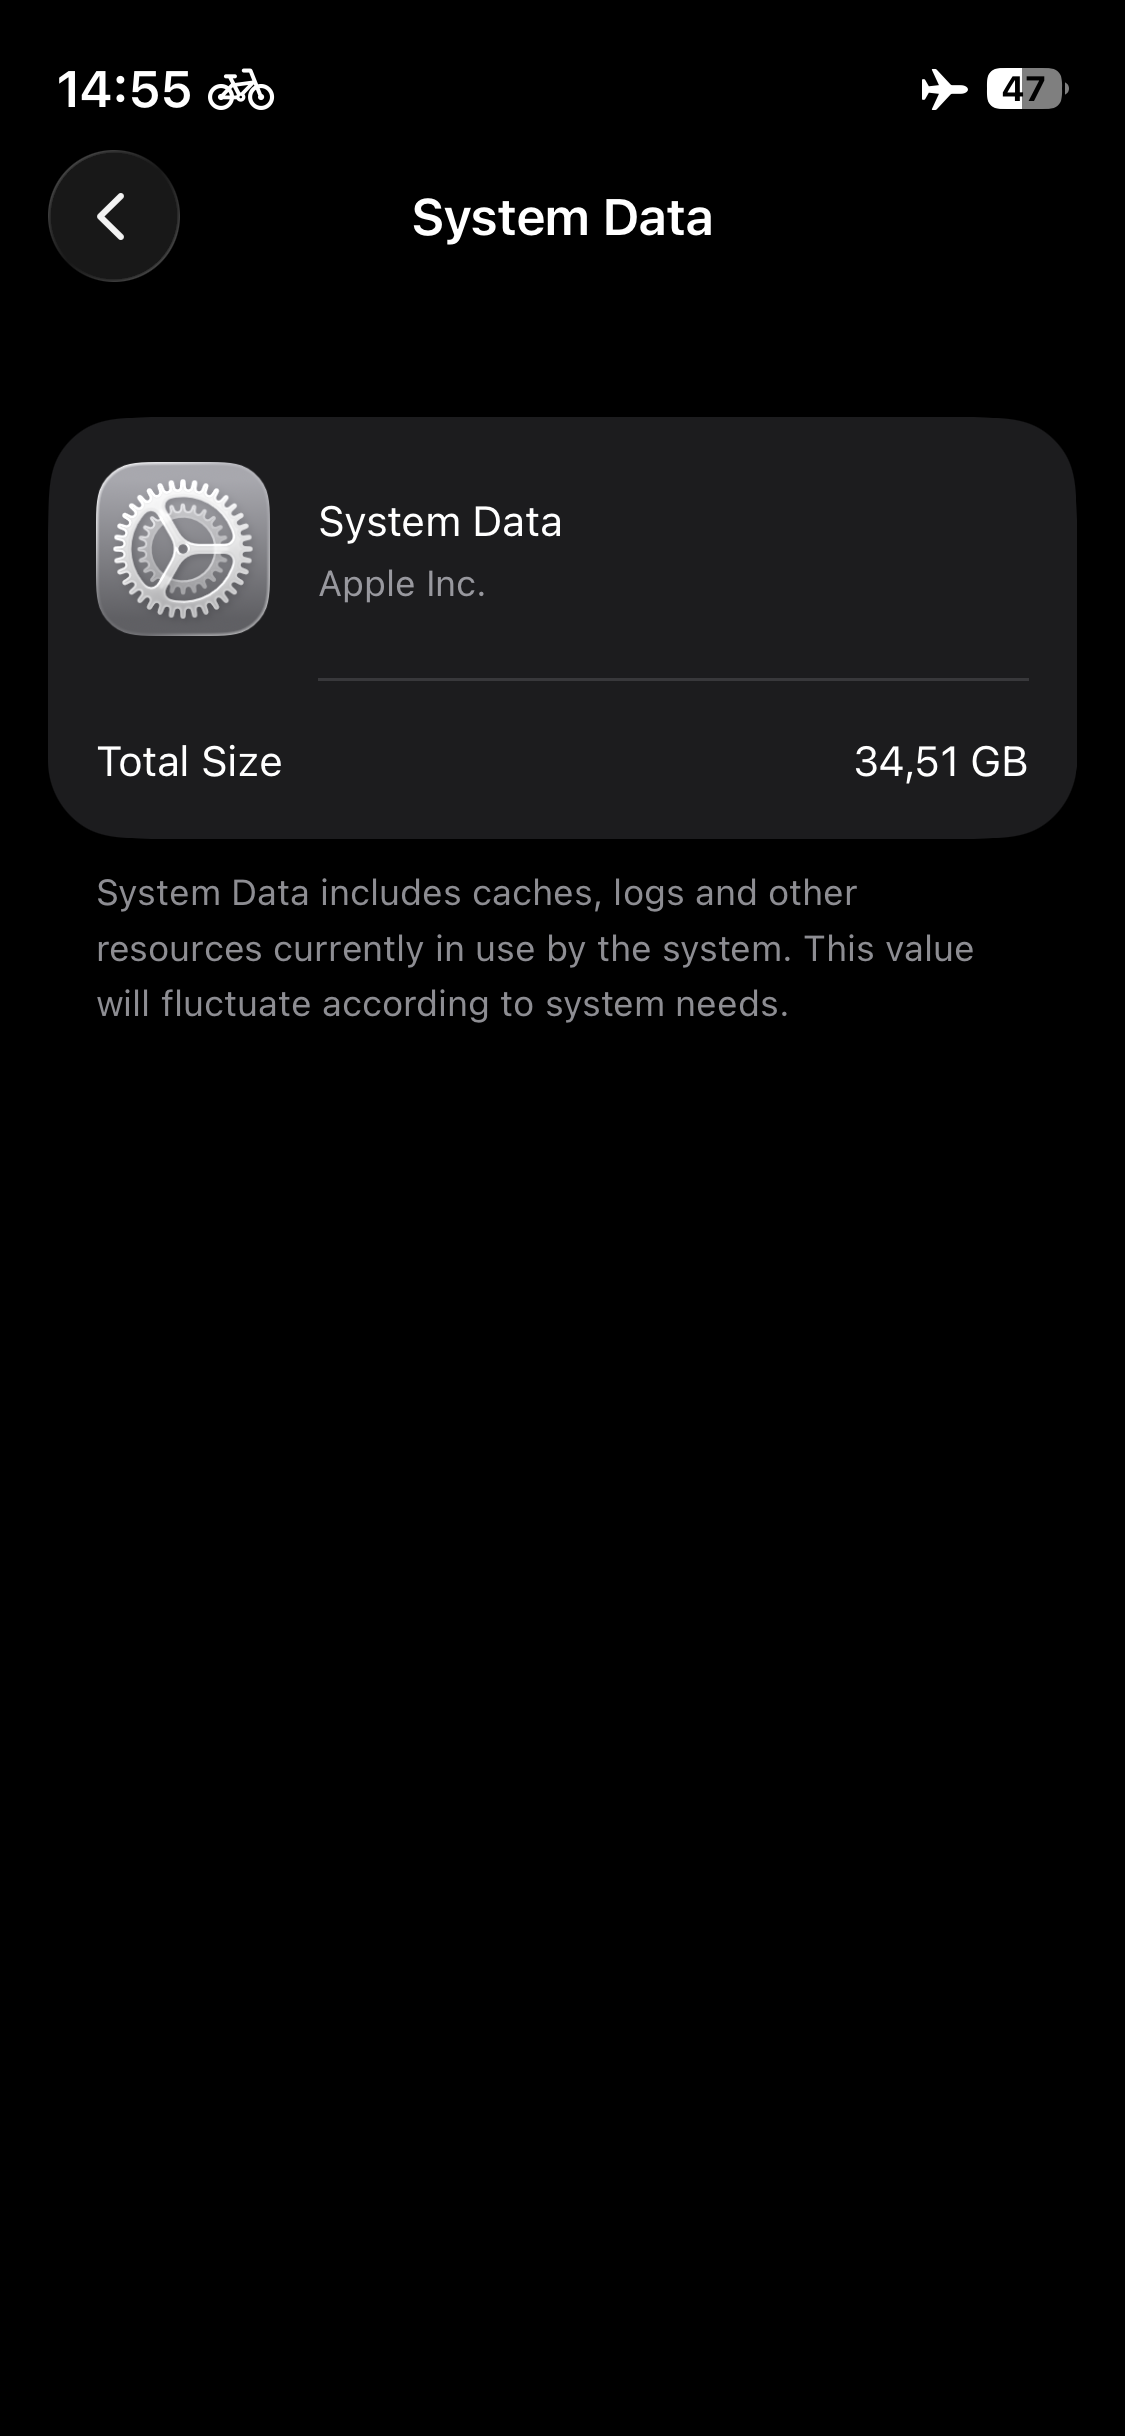 14:55
47
System Data
System Data
Apple Inc.
Total Size 34,51 GB
System Data includes caches, logs and other
resources currently in use by the system. This value
will fluctuate according to system needs.